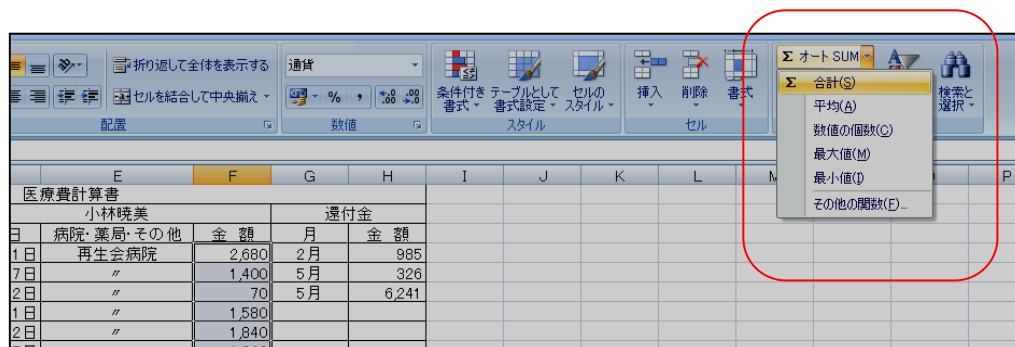 折り返して全体を表示する 通貨 Σ オート SUM
セルを結合して中央揃え % , .0 .00 .00 .0 条件付き 書式 テーブルとして 書式設定 セルの スタイル 挿入 削除 書式 検索と 選択
配置 数値 スタイル セル
Σ 合計(S)
平均(A)
数値の個数(C)
最大値(M)
最小値(I)
その他の関数(F)...
E F G H I J K L P
医療費計算書
小林暁美 還付金
日 病院・薬局・その他 金 額 月 金 額
1日 再生会病院 2,680 2月 985
7日 〃 1,400 5月 326
2日 〃 70 5月 6,241
1日 〃 1,580
2日 〃 1,840